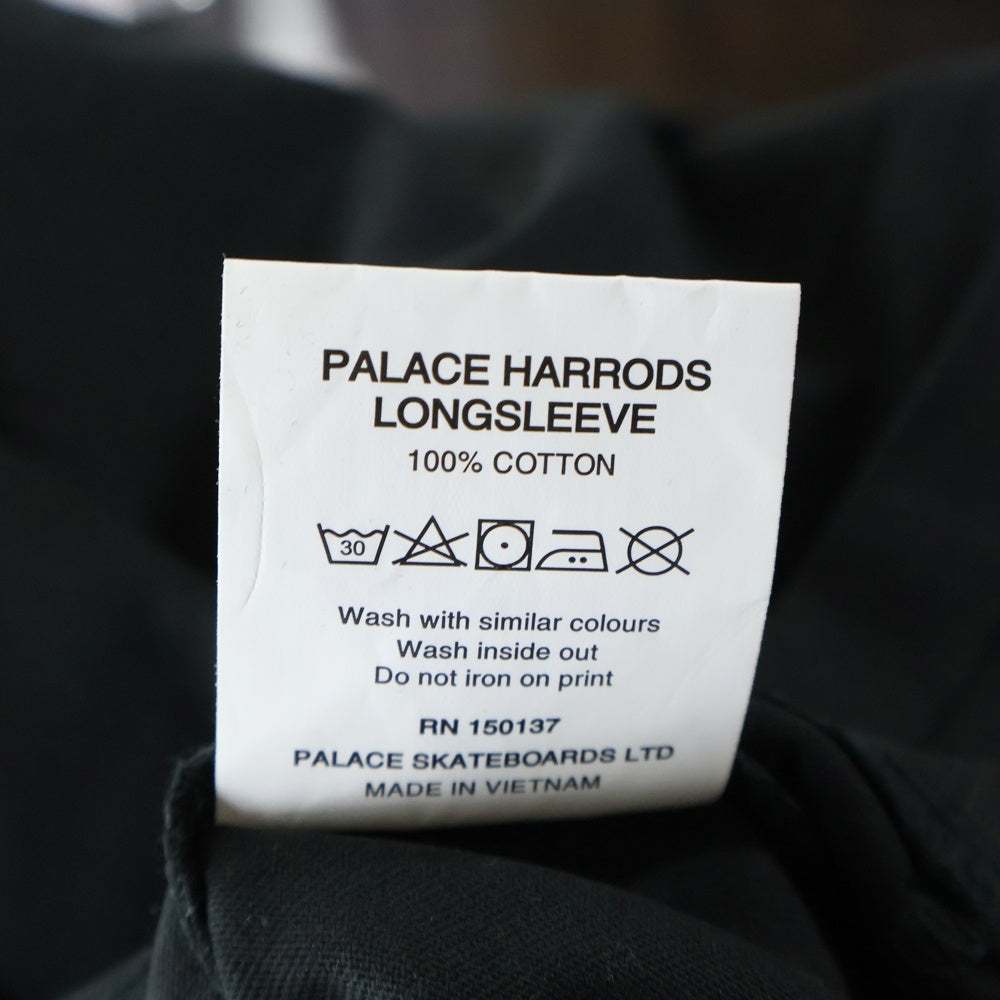 PALACE HARRODS
LONGSLEEVE
100% COTTON
30
Wash with similar colours
Wash inside out
Do not iron on print
RN 150137
PALACE SKATEBOARDS LTD
MADE IN VIETNAM